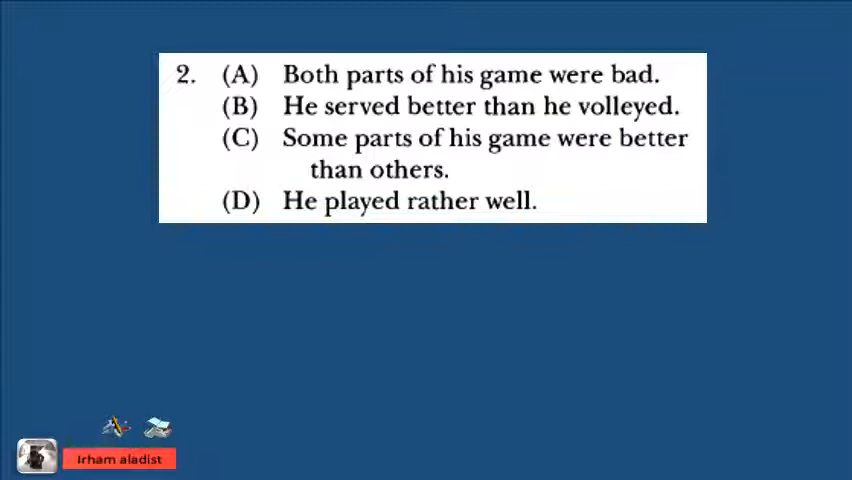 2. (A) Both parts of his game were bad.
(B) He served better than he volleyed.
(C) Some parts of his game were better
than others.
(D) He played rather well.
Irham aladist